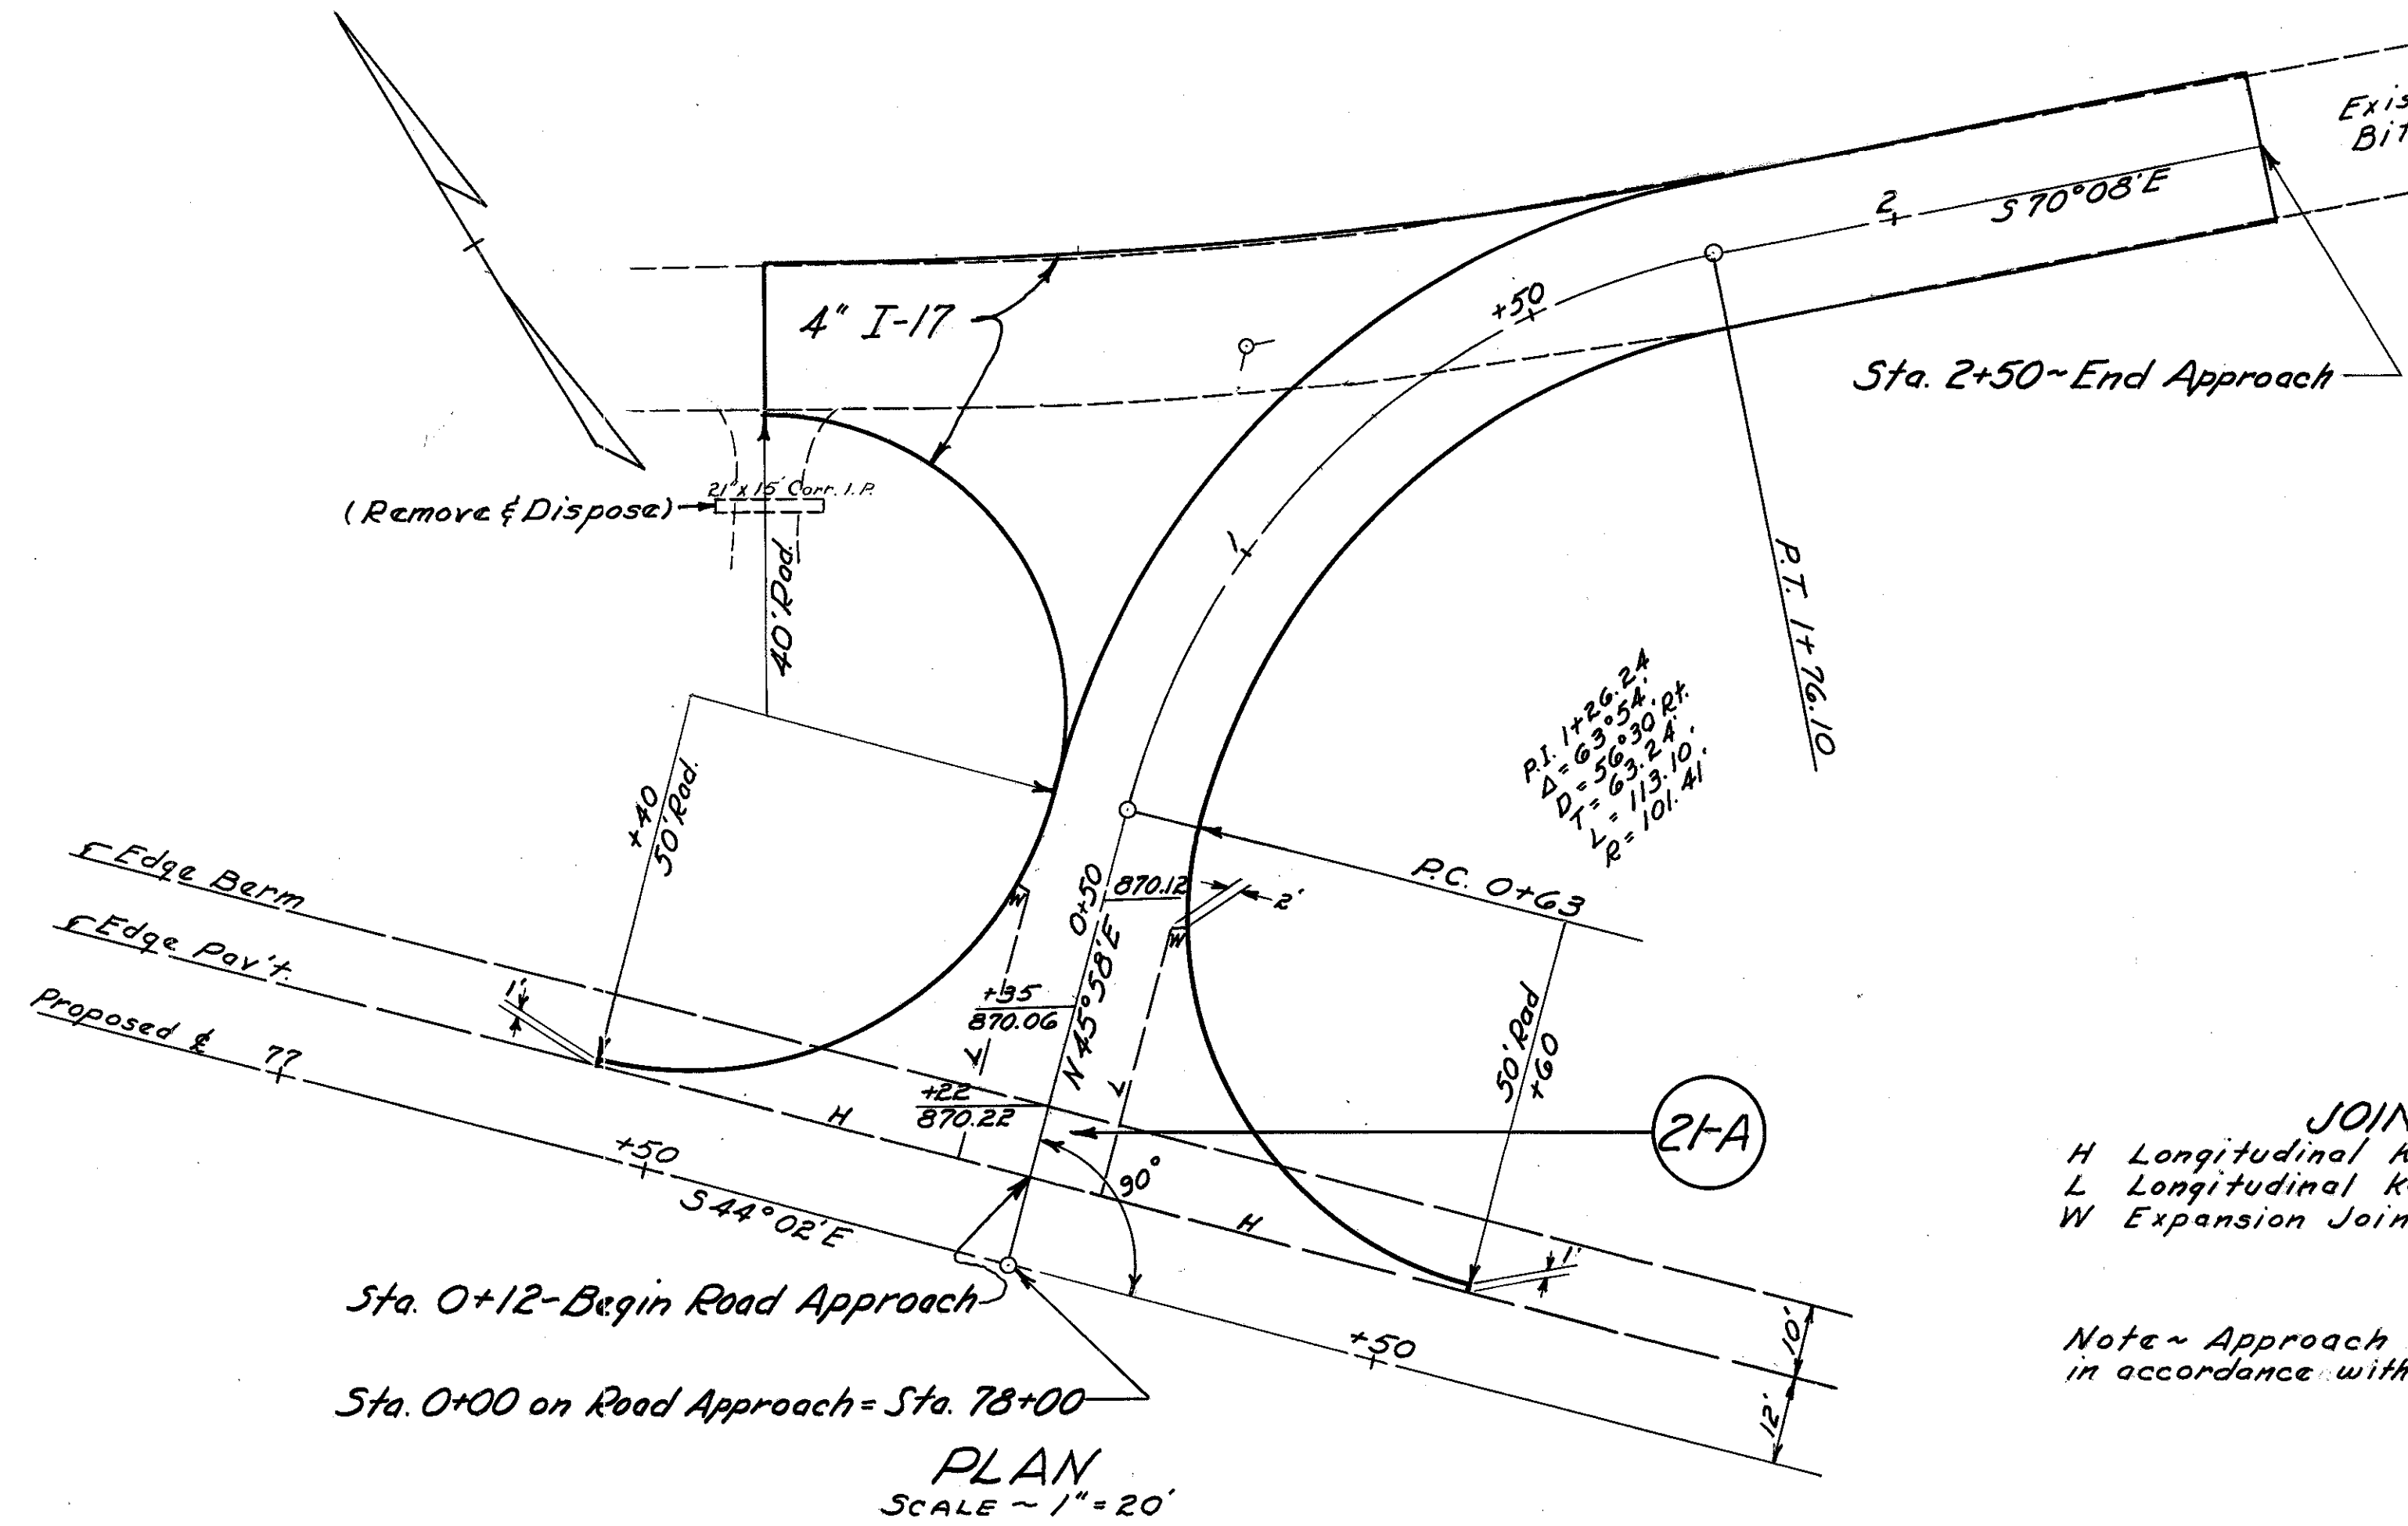 Exis
Bit
S 70°08'E
2
+50
4" I-17
Sta. 2+50~End Approach
21" x 15' Corr. I.P.
(Remove & Dispose)
40' Rad.
1
P.T. 1+76.10
P.I. 1+26.24
Δ = 63°54'
D = 56°30' Rt.
T = 63.24'
L = 113.10'
R = 101.41'
+40
50' Rad.
Edge Berm
Edge Pav't.
Proposed ℄
77
1'
P.C. 0+63
0+50
870.12
2'
W
W
N 45°58'E
+35
870.06
L
L
+22
870.22
50' Rad
+60
21-A
H
H
90°
+50
S 44°02'E
1'
Sta. 0+12-Begin Road Approach
+50
10'
12'
Sta. 0+00 on Road Approach = Sta. 78+00
PLAN
SCALE ~ 1" = 20'
JOIN
H Longitudinal K
L Longitudinal K
W Expansion Join
Note ~ Approach
in accordance with